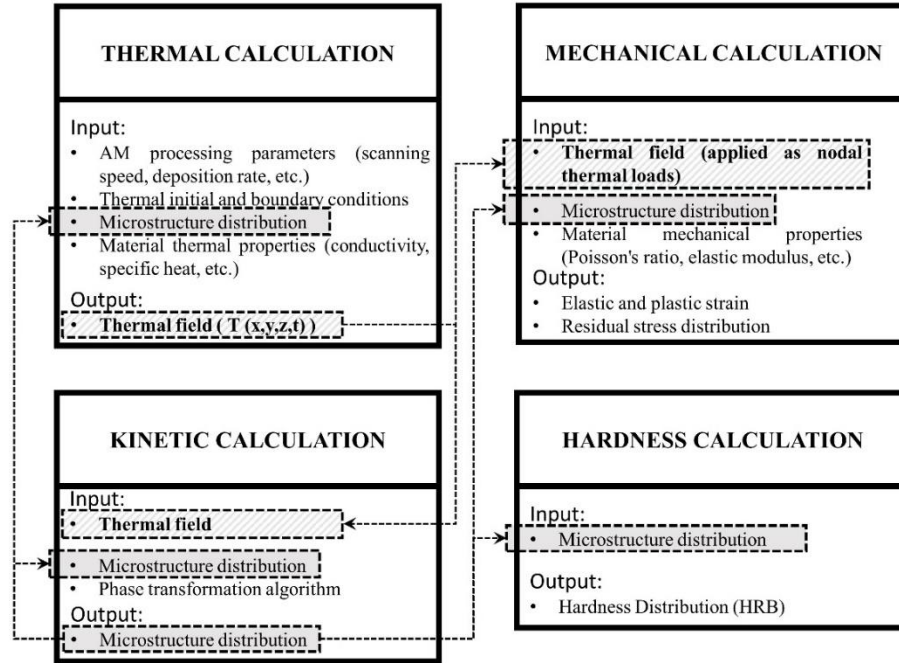 THERMAL CALCULATION
Input:
• AM processing parameters (scanning
speed, deposition rate, etc.)
• Thermal initial and boundary conditions
• Microstructure distribution
• Material thermal properties (conductivity,
specific heat, etc.)
Output:
• Thermal field ( T (x,y,z,t) )
MECHANICAL CALCULATION
Input:
• Thermal field (applied as nodal
thermal loads)
• Microstructure distribution
• Material mechanical properties
(Poisson's ratio, elastic modulus, etc.)
Output:
• Elastic and plastic strain
• Residual stress distribution
KINETIC CALCULATION
Input:
• Thermal field
• Microstructure distribution
• Phase transformation algorithm
Output:
• Microstructure distribution
HARDNESS CALCULATION
Input:
• Microstructure distribution
Output:
• Hardness Distribution (HRB)